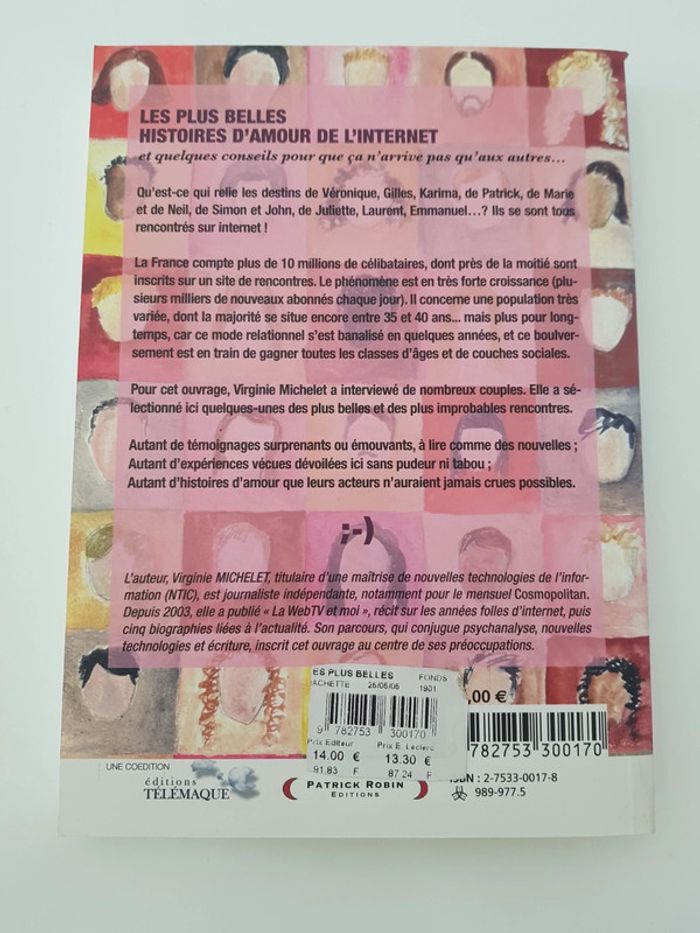 LES PLUS BELLES
HISTOIRES D'AMOUR DE L'INTERNET
et quelques conseils pour que ça n'arrive pas qu'aux autres...
Qu'est-ce qui relie les destins de Véronique, Gilles, Karima, de Patrick, de Marie
et de Neil, de Simon et John, de Juliette, Laurent, Emmanuel...? Ils se sont tous
rencontrés sur internet !
La France compte plus de 10 millions de célibataires, dont près de la moitié sont
inscrits sur un site de rencontres. Le phénomène est en très forte croissance (plu-
sieurs milliers de nouveaux abonnés chaque jour). Il concerne une population très
variée, dont la majorité se situe encore entre 35 et 40 ans... mais plus pour long-
temps, car ce mode relationnel s'est banalisé en quelques années, et ce boulver-
sement est en train de gagner toutes les classes d'âges et de couches sociales.
Pour cet ouvrage, Virginie Michelet a interviewé de nombreux couples. Elle a sé-
lectionné ici quelques-unes des plus belles et des plus improbables rencontres.
Autant de témoignages surprenants ou émouvants, à lire comme des nouvelles ;
Autant d'expériences vécues dévoilées ici sans pudeur ni tabou ;
Autant d'histoires d'amour que leurs acteurs n'auraient jamais crues possibles.
;-)
L'auteur, Virginie MICHELET, titulaire d'une maîtrise de nouvelles technologies de l'infor-
mation (NTIC), est journaliste indépendante, notamment pour le mensuel Cosmopolitan.
Depuis 2003, elle a publié « La WebTV et moi », récit sur les années folles d'internet, puis
cinq biographies liées à l'actualité. Son parcours, qui conjugue psychanalyse, nouvelles
technologies et écriture, inscrit cet ouvrage au centre de ses préoccupations.
ES PLUS BELLES FONDS
HACHETTE 26/06/06 1901
9 782753 300170
Prix Editeur Prix E. Leclerc
14.00 € 13.30 €
91.83 F 87.24 F
,00 €
782753 300170
ISBN : 2-7533-0017-8
989-977.5
UNE COEDITION
éditions
TÉLÉMAQUE
PATRICK ROBIN
EDITIONS